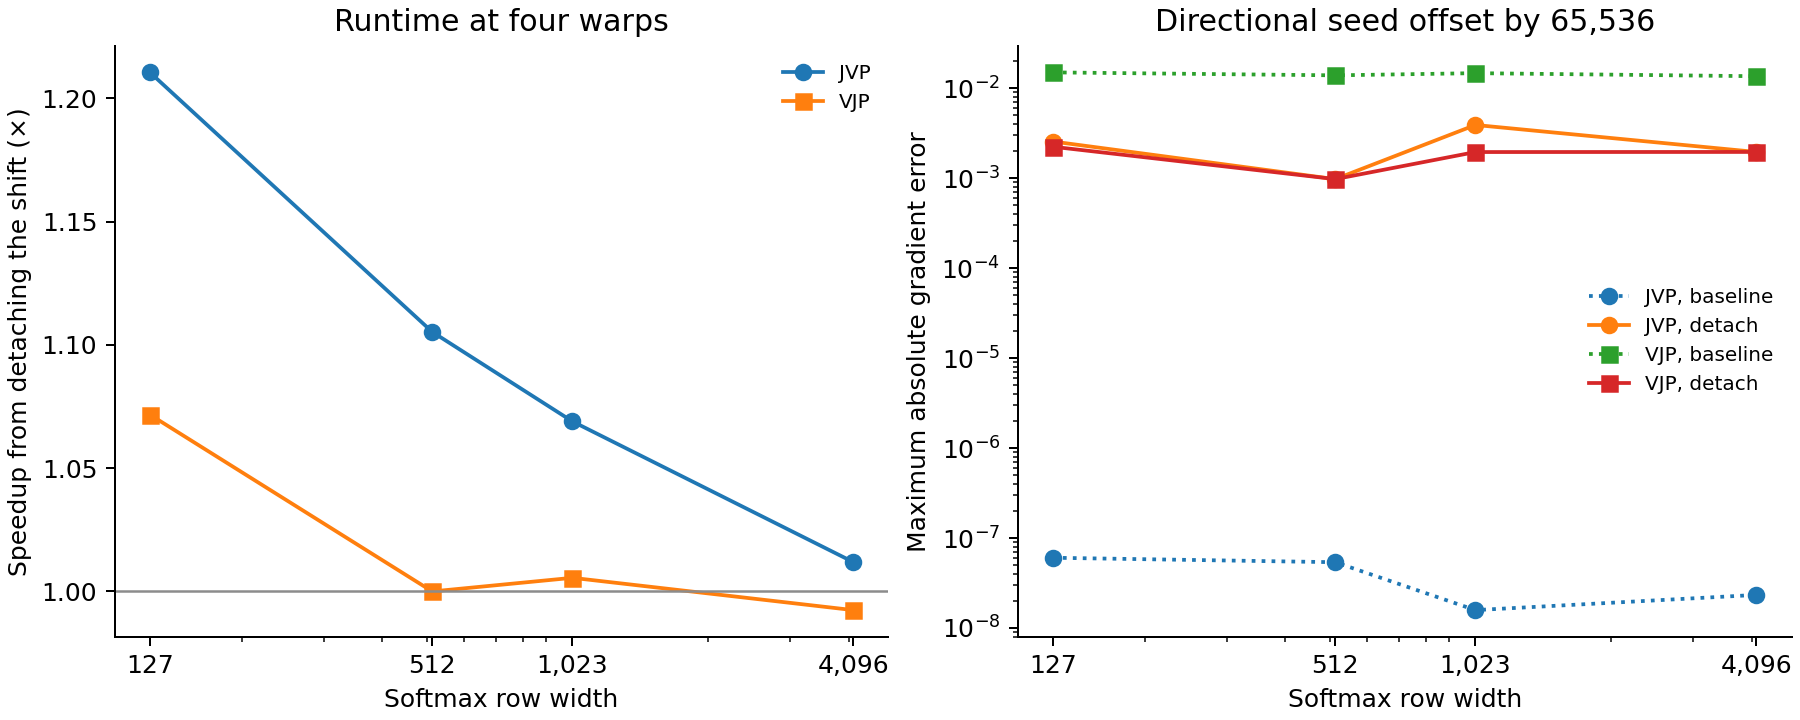 Runtime at four warps
Speedup from detaching the shift (×)
1.20
1.15
1.10
1.05
1.00
JVP
VJP
127
512
1,023
4,096
Softmax row width
Directional seed offset by 65,536
Maximum absolute gradient error
10⁻²
10⁻³
10⁻⁴
10⁻⁵
10⁻⁶
10⁻⁷
10⁻⁸
JVP, baseline
JVP, detach
VJP, baseline
VJP, detach
127
512
1,023
4,096
Softmax row width